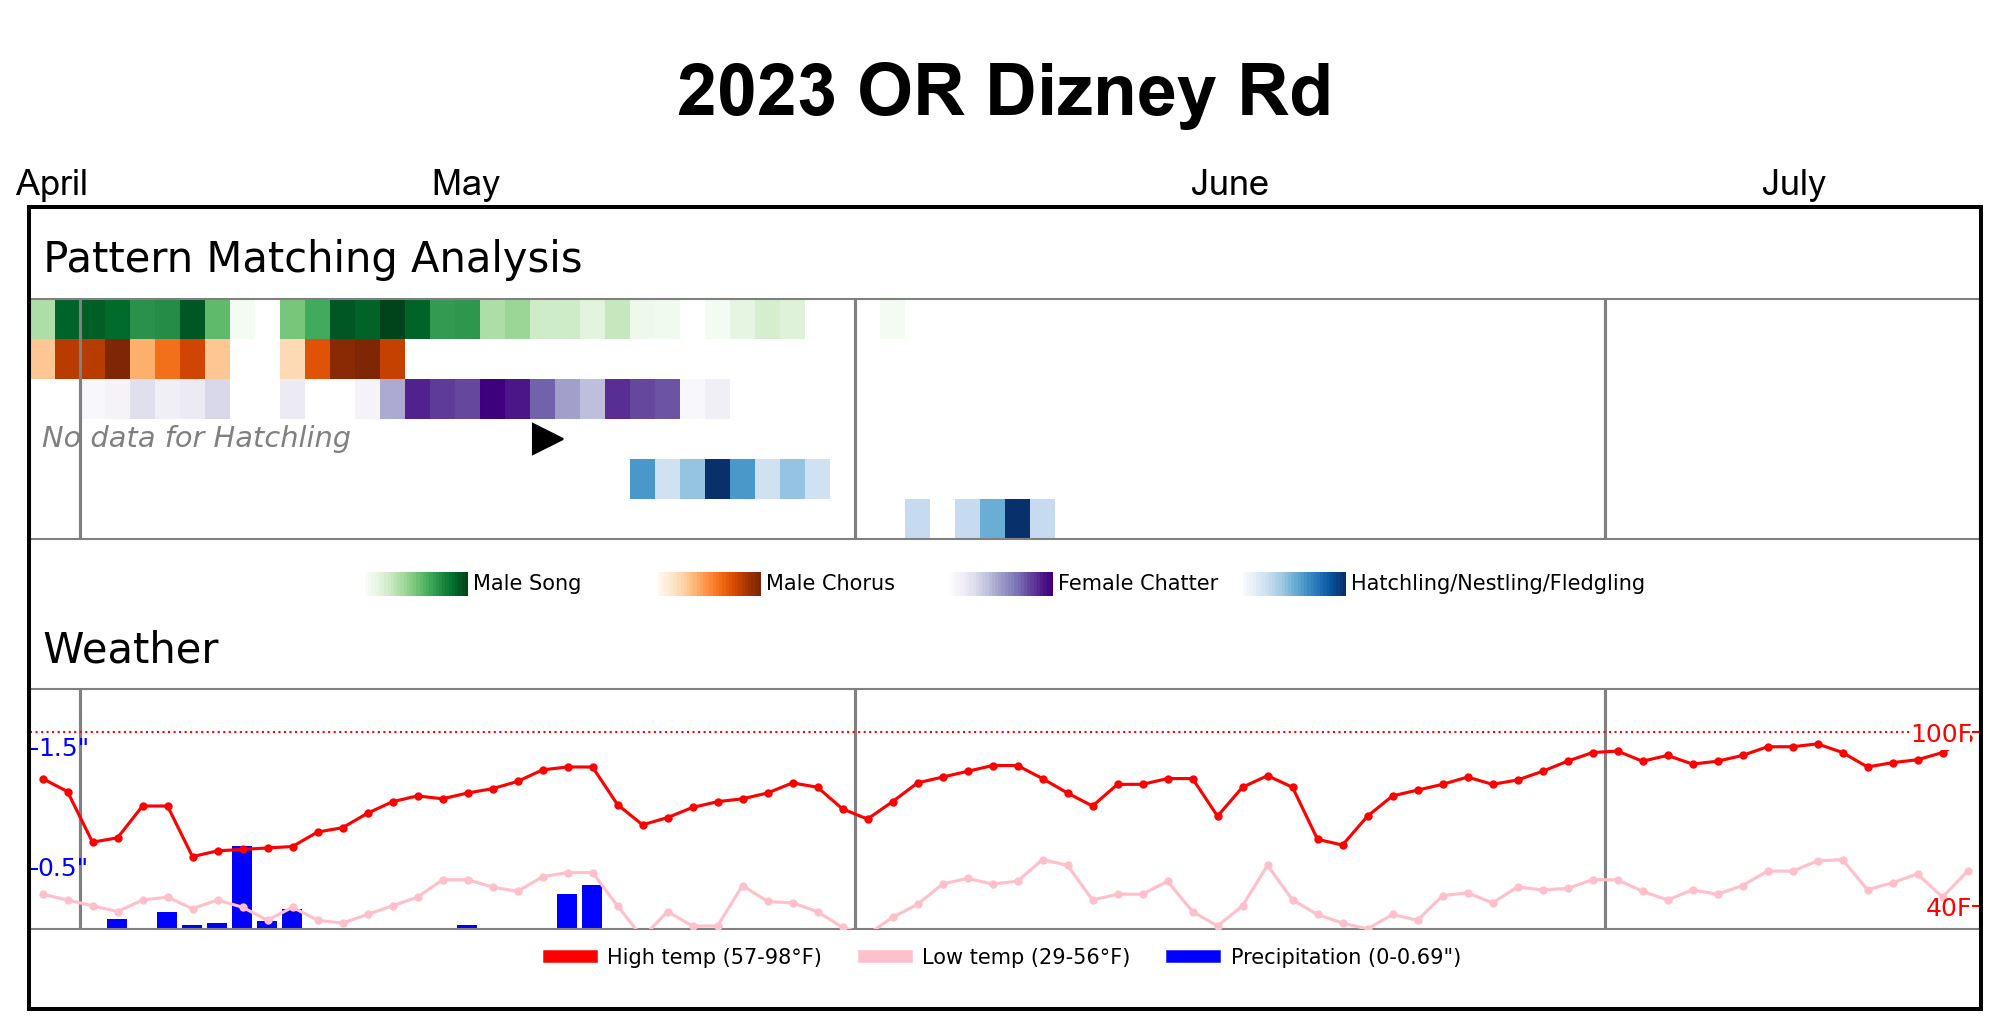 2023 OR Dizney Rd
April May June July
Pattern Matching Analysis
No data for Hatchling
Male Song Male Chorus Female Chatter Hatchling/Nestling/Fledgling
Weather
1.5" 100F
0.5"
40F
High temp (57-98°F) Low temp (29-56°F) Precipitation (0-0.69")